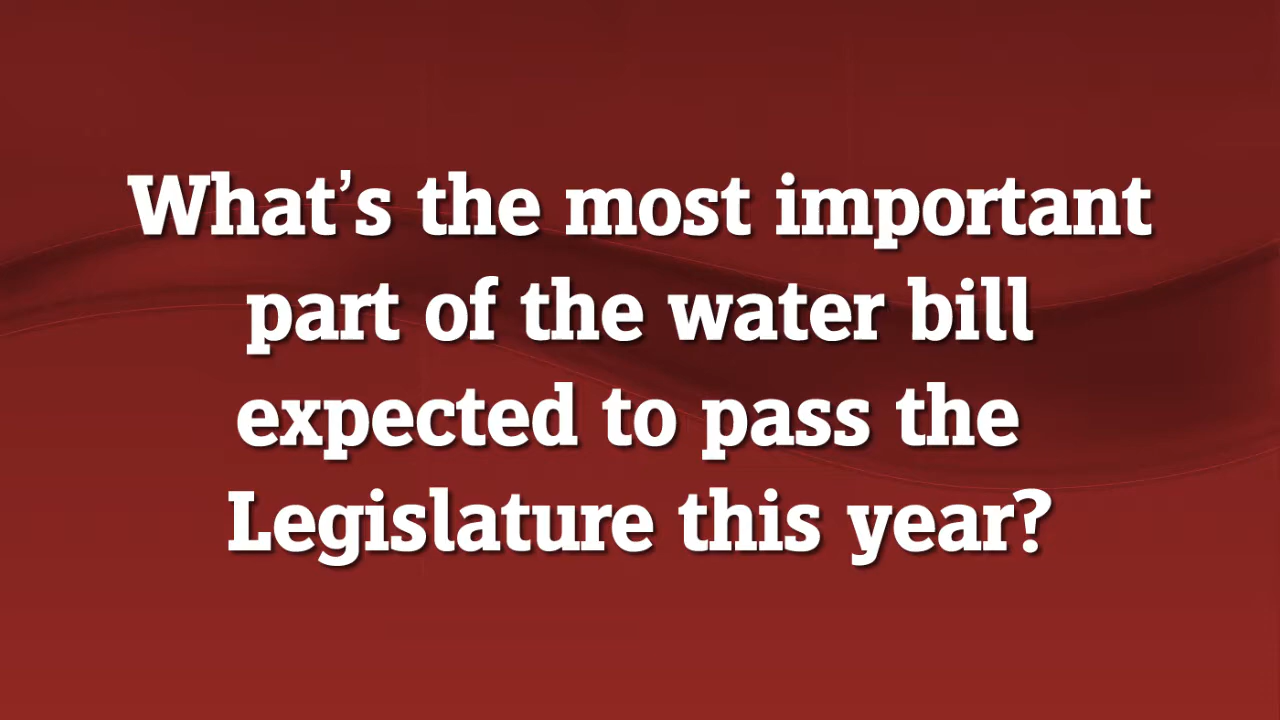 What’s the most important
part of the water bill
expected to pass the
Legislature this year?